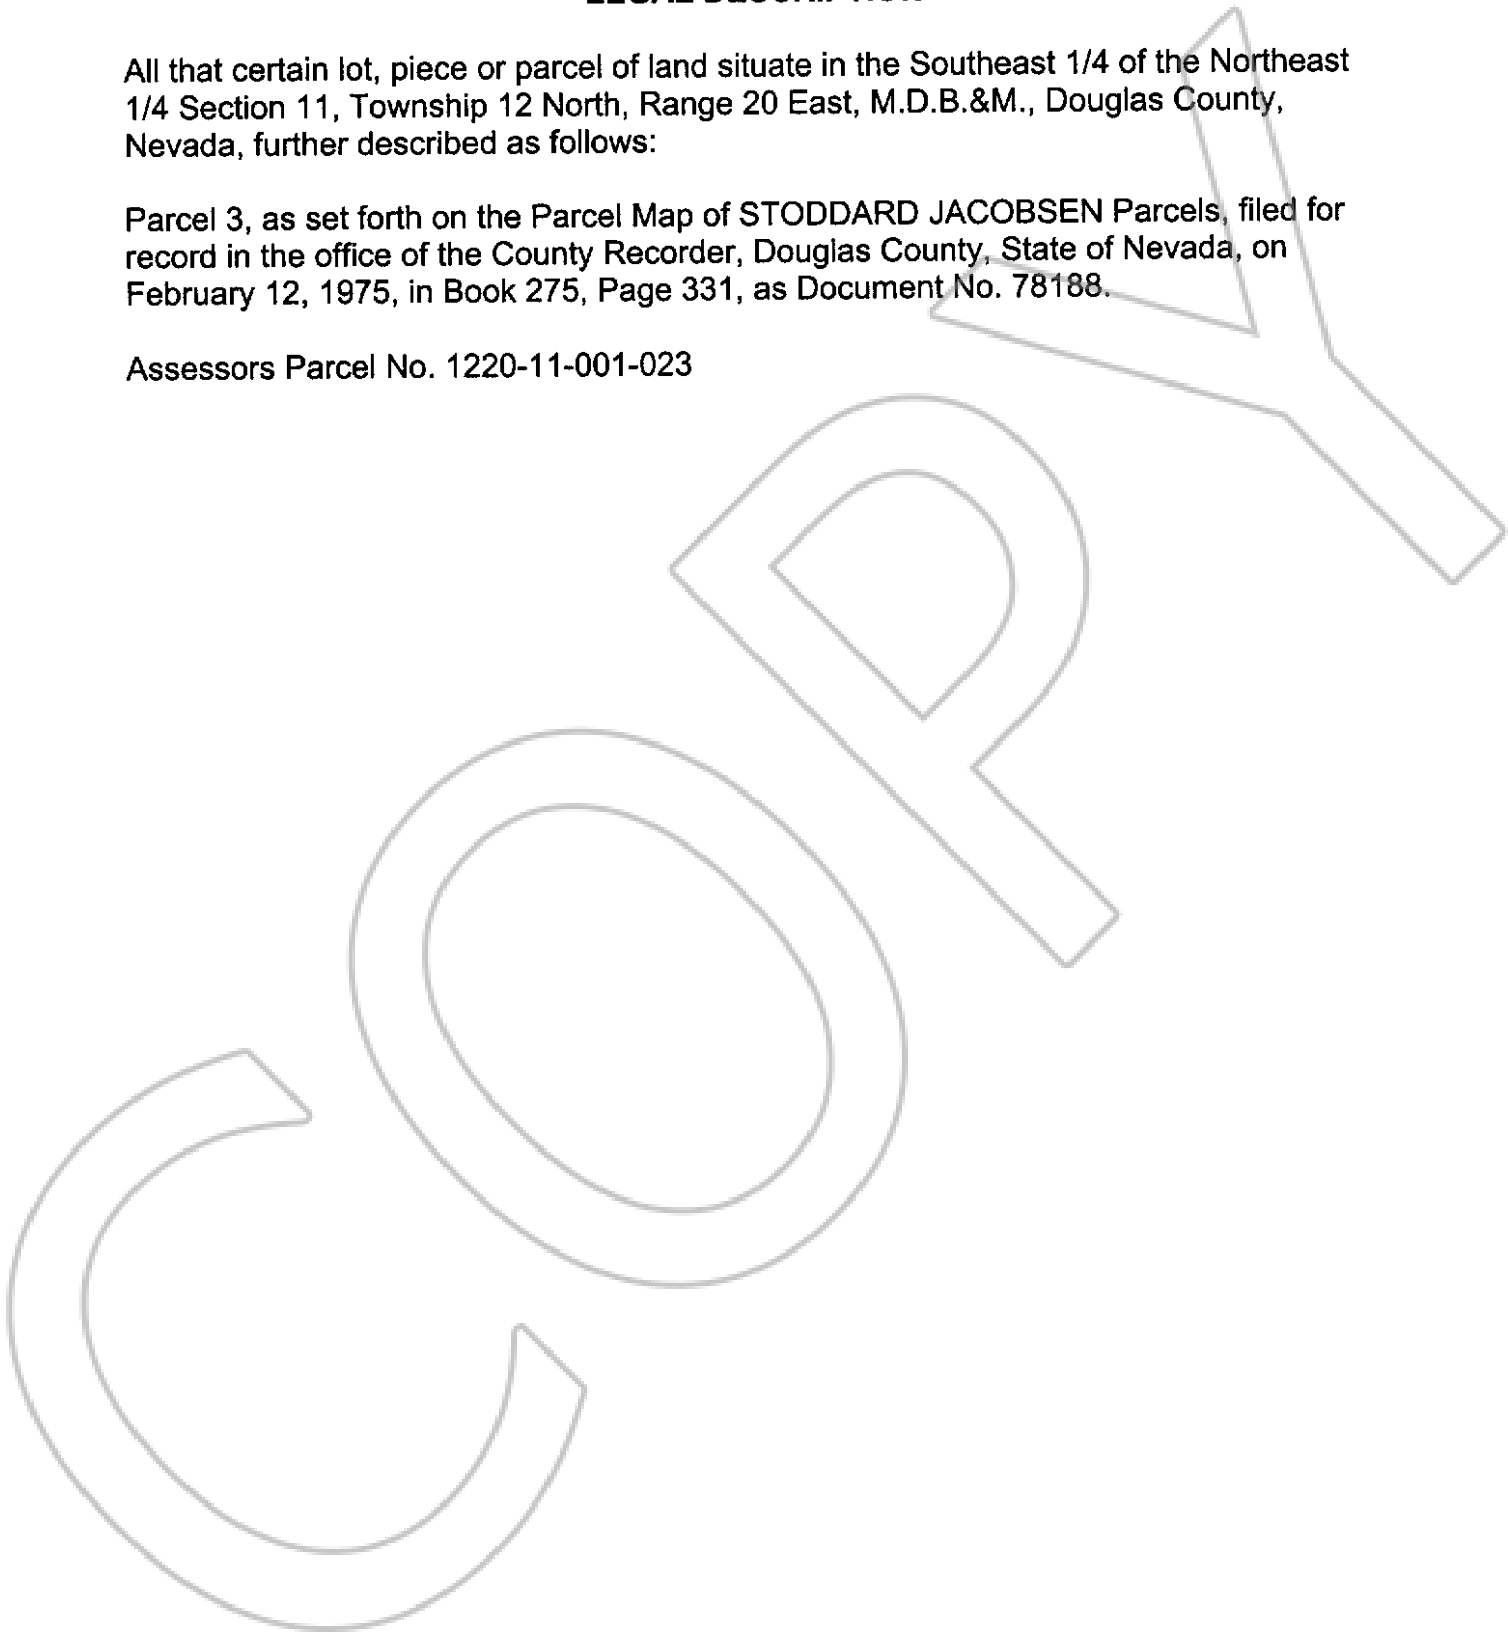 All that certain lot, piece or parcel of land situate in the Southeast 1/4 of the Northeast
1/4 Section 11, Township 12 North, Range 20 East, M.D.B.&M., Douglas County,
Nevada, further described as follows:
Parcel 3, as set forth on the Parcel Map of STODDARD JACOBSEN Parcels, filed for
record in the office of the County Recorder, Douglas County, State of Nevada, on
February 12, 1975, in Book 275, Page 331, as Document No. 78188.
Assessors Parcel No. 1220-11-001-023
COPY